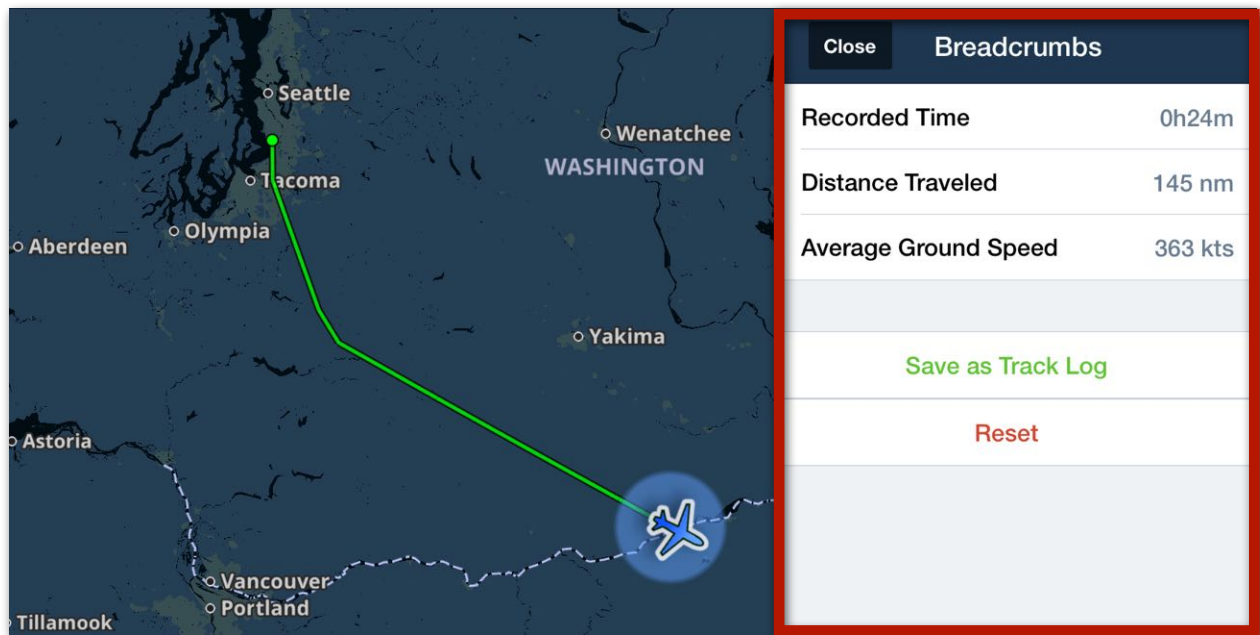 Seattle
Wenatchee
WASHINGTON
Tacoma
Olympia
Aberdeen
Yakima
Astoria
Vancouver
Portland
Tillamook
Close
Breadcrumbs
Recorded Time 0h24m
Distance Traveled 145 nm
Average Ground Speed 363 kts
Save as Track Log
Reset